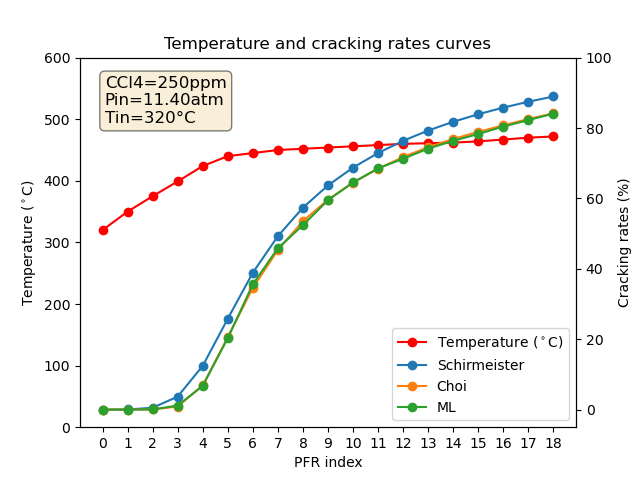 Temperature and cracking rates curves
CCl4=250ppm
Pin=11.40atm
Tin=320°C
Temperature (°C)
600
500
400
300
200
100
0
100
80
60
40
20
0
Cracking rates (%)
Temperature (°C)
Schirmeister
Choi
ML
0 1 2 3 4 5 6 7 8 9 10 11 12 13 14 15 16 17 18
PFR index